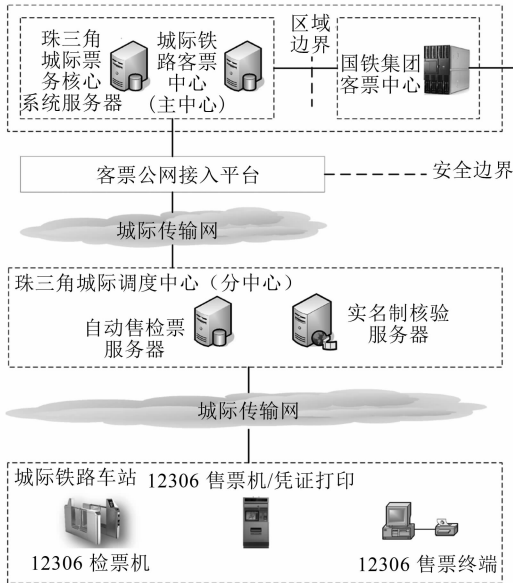 珠三角
城际票
务核心
系统服务器
城际铁
路客票
中心
(主中心)
区域
边界
国铁集团
客票中心
客票公网接入平台
安全边界
城际传输网
珠三角城际调度中心（分中心）
自动售检票
服务器
实名制核验
服务器
城际传输网
城际铁路车站
12306 售票机/凭证打印
12306 检票机
12306 售票终端